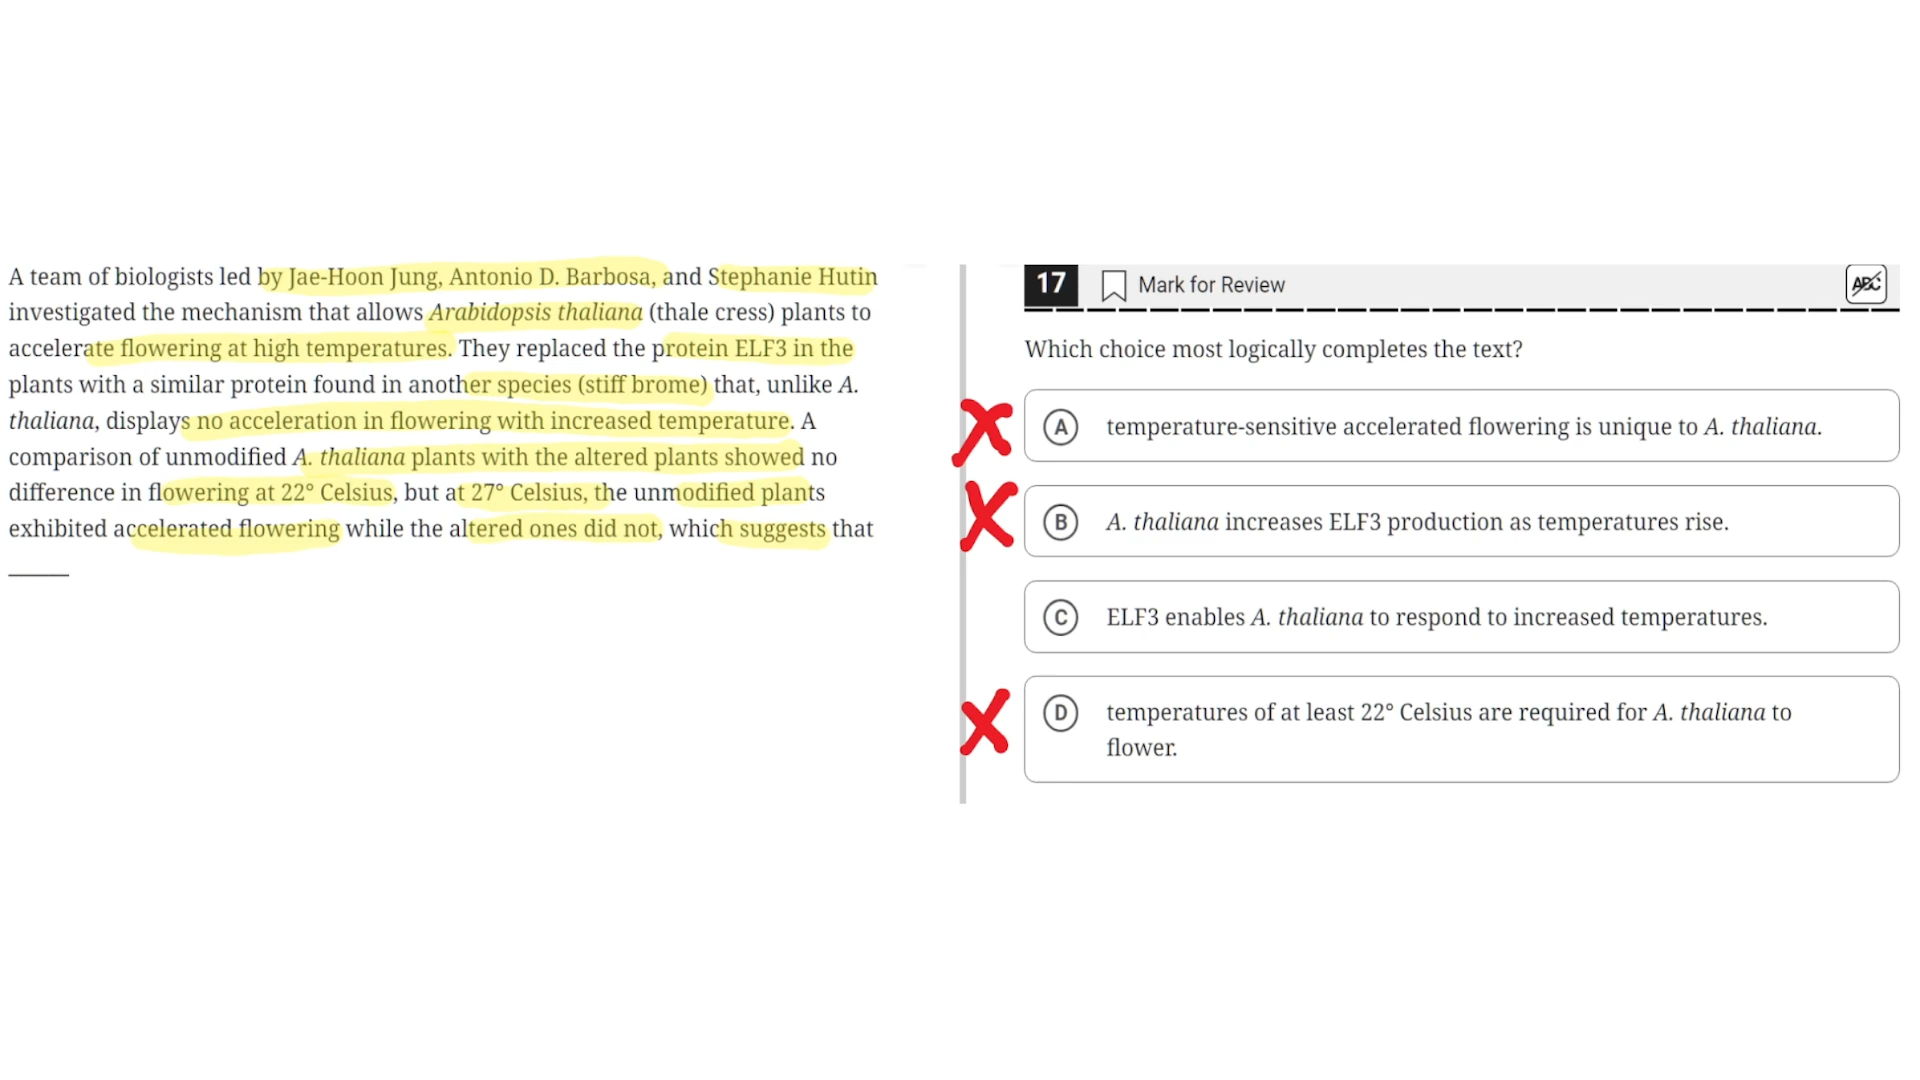 A team of biologists led by Jae-Hoon Jung, Antonio D. Barbosa, and Stephanie Hutin
investigated the mechanism that allows Arabidopsis thaliana (thale cress) plants to
accelerate flowering at high temperatures. They replaced the protein ELF3 in the
plants with a similar protein found in another species (stiff brome) that, unlike A.
thaliana, displays no acceleration in flowering with increased temperature. A
comparison of unmodified A. thaliana plants with the altered plants showed no
difference in flowering at 22° Celsius, but at 27° Celsius, the unmodified plants
exhibited accelerated flowering while the altered ones did not, which suggests that
______
17 Mark for Review ABC
Which choice most logically completes the text?
A temperature-sensitive accelerated flowering is unique to A. thaliana.
B A. thaliana increases ELF3 production as temperatures rise.
C ELF3 enables A. thaliana to respond to increased temperatures.
D temperatures of at least 22° Celsius are required for A. thaliana to
flower.